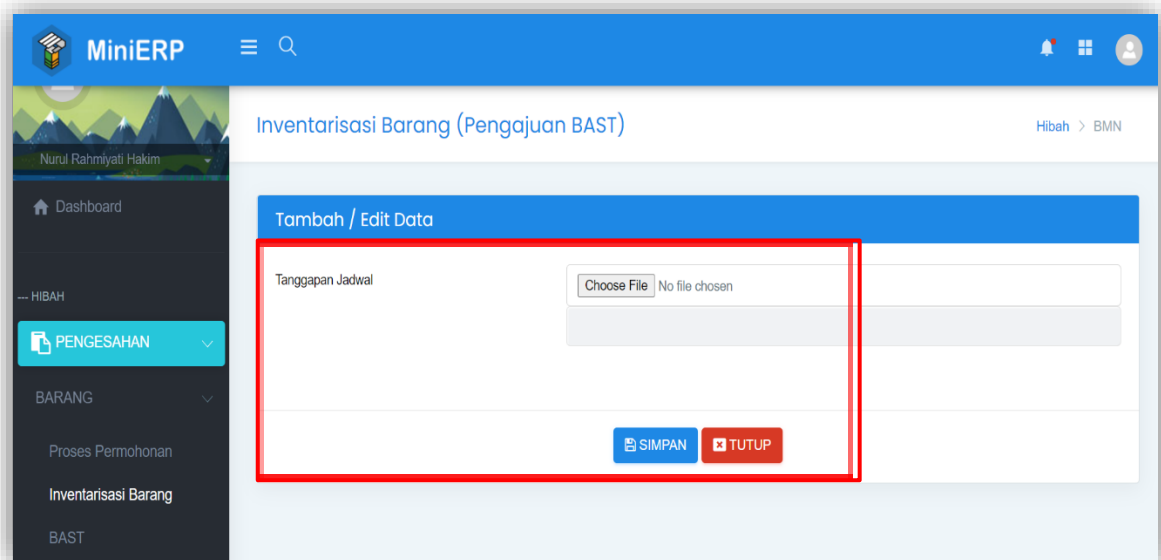 MiniERP
Inventarisasi Barang (Pengajuan BAST)
Hibah > BMN
Nurul Rahmiyati Hakim
Dashboard
Tambah / Edit Data
Tanggapan Jadwal
Choose File No file chosen
--- HIBAH
PENGESAHAN
BARANG
SIMPAN
TUTUP
Proses Permohonan
Inventarisasi Barang
BAST